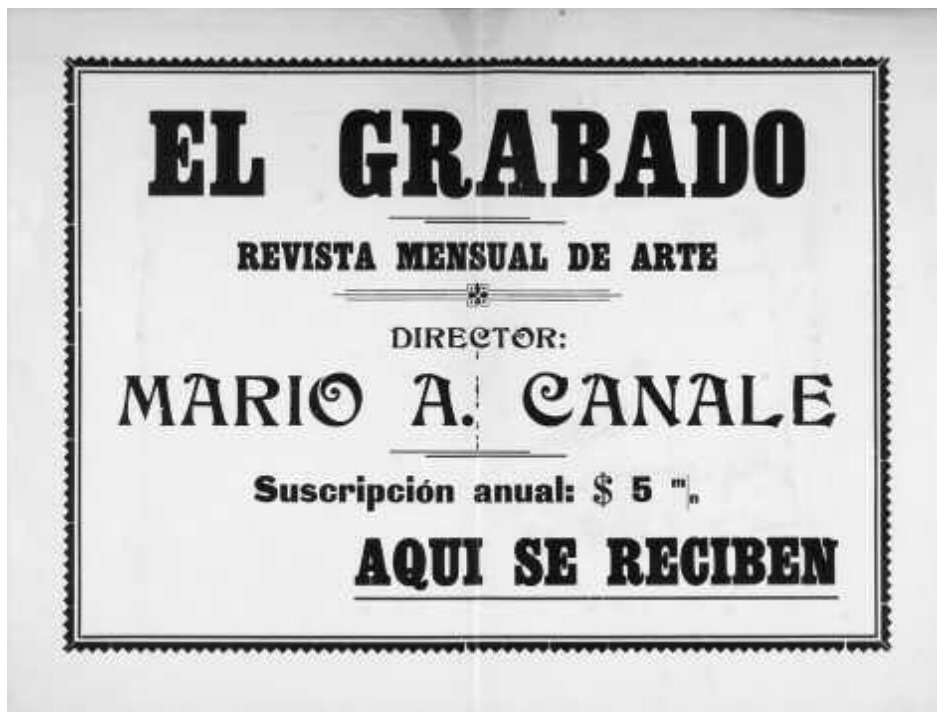 EL GRABADO
REVISTA MENSUAL DE ARTE
DIRECTOR:
MARIO A. CANALE
Suscripción anual: $ 5 m/n
AQUI SE RECIBEN